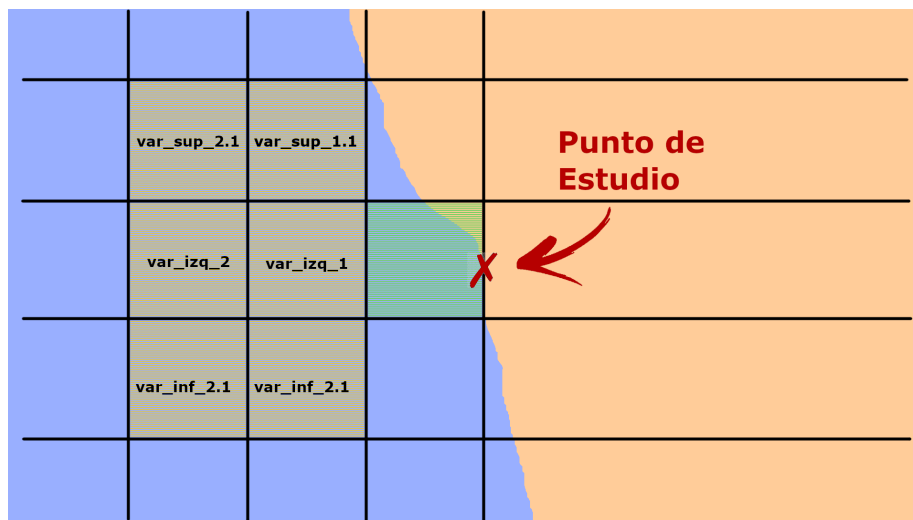 var_sup_2.1 var_sup_1.1
Punto de
Estudio
var_izq_2 var_izq_1
var_inf_2.1 var_inf_2.1